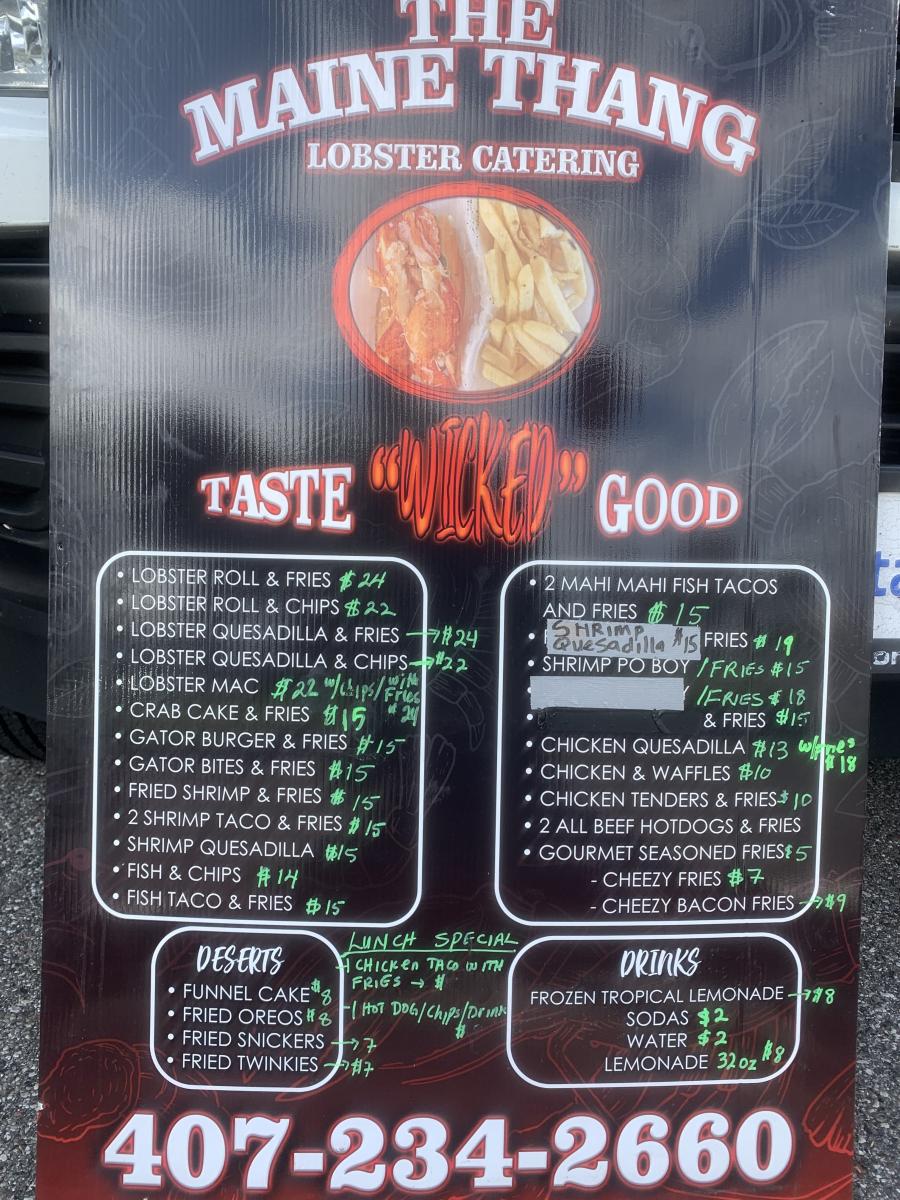 THE
MAINE THANG
LOBSTER CATERING
TASTE "WICKED" GOOD
• LOBSTER ROLL & FRIES $24
• LOBSTER ROLL & CHIPS $22
• LOBSTER QUESADILLA & FRIES → $24
• LOBSTER QUESADILLA & CHIPS → $22
• LOBSTER MAC $22 w/chips/with Fries $24
• CRAB CAKE & FRIES $15
• GATOR BURGER & FRIES $15
• GATOR BITES & FRIES $15
• FRIED SHRIMP & FRIES $15
• 2 SHRIMP TACO & FRIES $15
• SHRIMP QUESADILLA $15
• FISH & CHIPS $14
• FISH TACO & FRIES $15
• 2 MAHI MAHI FISH TACOS
AND FRIES $15
• SHRIMP Quesadilla $15 FRIES $19
• SHRIMP PO BOY /FRIES $15
• /FRIES $18
• & FRIES $15
• CHICKEN QUESADILLA $13 w/fries $18
• CHICKEN & WAFFLES $10
• CHICKEN TENDERS & FRIES $10
• 2 ALL BEEF HOTDOGS & FRIES
• GOURMET SEASONED FRIES $5
- CHEEZY FRIES $7
- CHEEZY BACON FRIES → $9
DESERTS
• FUNNEL CAKE $8
• FRIED OREOS $8
• FRIED SNICKERS → 7
• FRIED TWINKIES → $7
LUNCH SPECIAL
-1 CHICKEN TACO WITH
FRIES → $
-1 HOT DOG/Chips/Drink
$
DRINKS
FROZEN TROPICAL LEMONADE → $8
SODAS $2
WATER $2
LEMONADE 32oz $8
407-234-2660